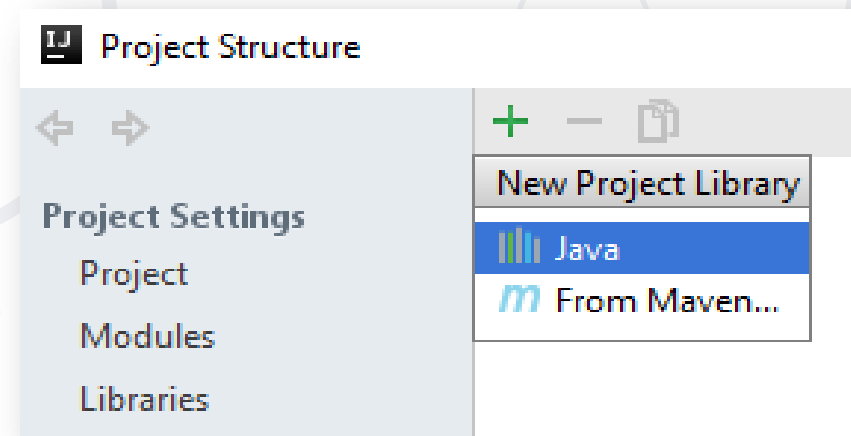 IJ Project Structure
New Project Library
Java
From Maven...
Project Settings
Project
Modules
Libraries